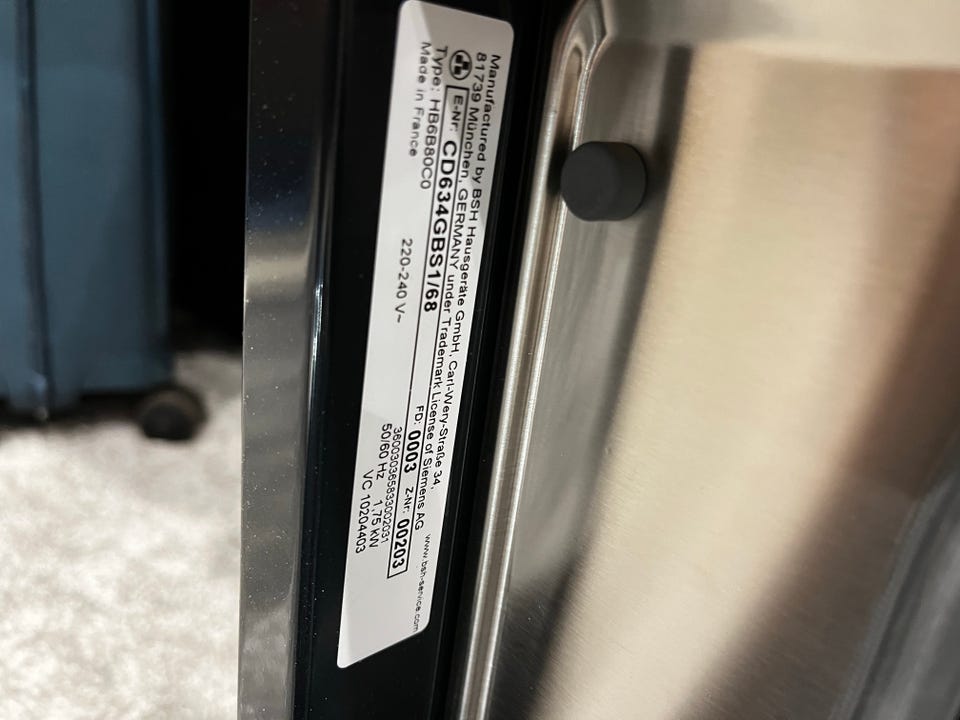 Manufactured by BSH Hausgeräte GmbH, Carl-Wery-Straße 34,
81739 München, GERMANY under Trademark License of Siemens AG www.bsh-service.com
E-Nr: CD634GBS1/68 FD: 0003 Z-Nr: 00203
Type: HB6B80C0 360030365833002031
Made in France 220-240 V~ 50/60 Hz 1,75 kW
VC 10204403